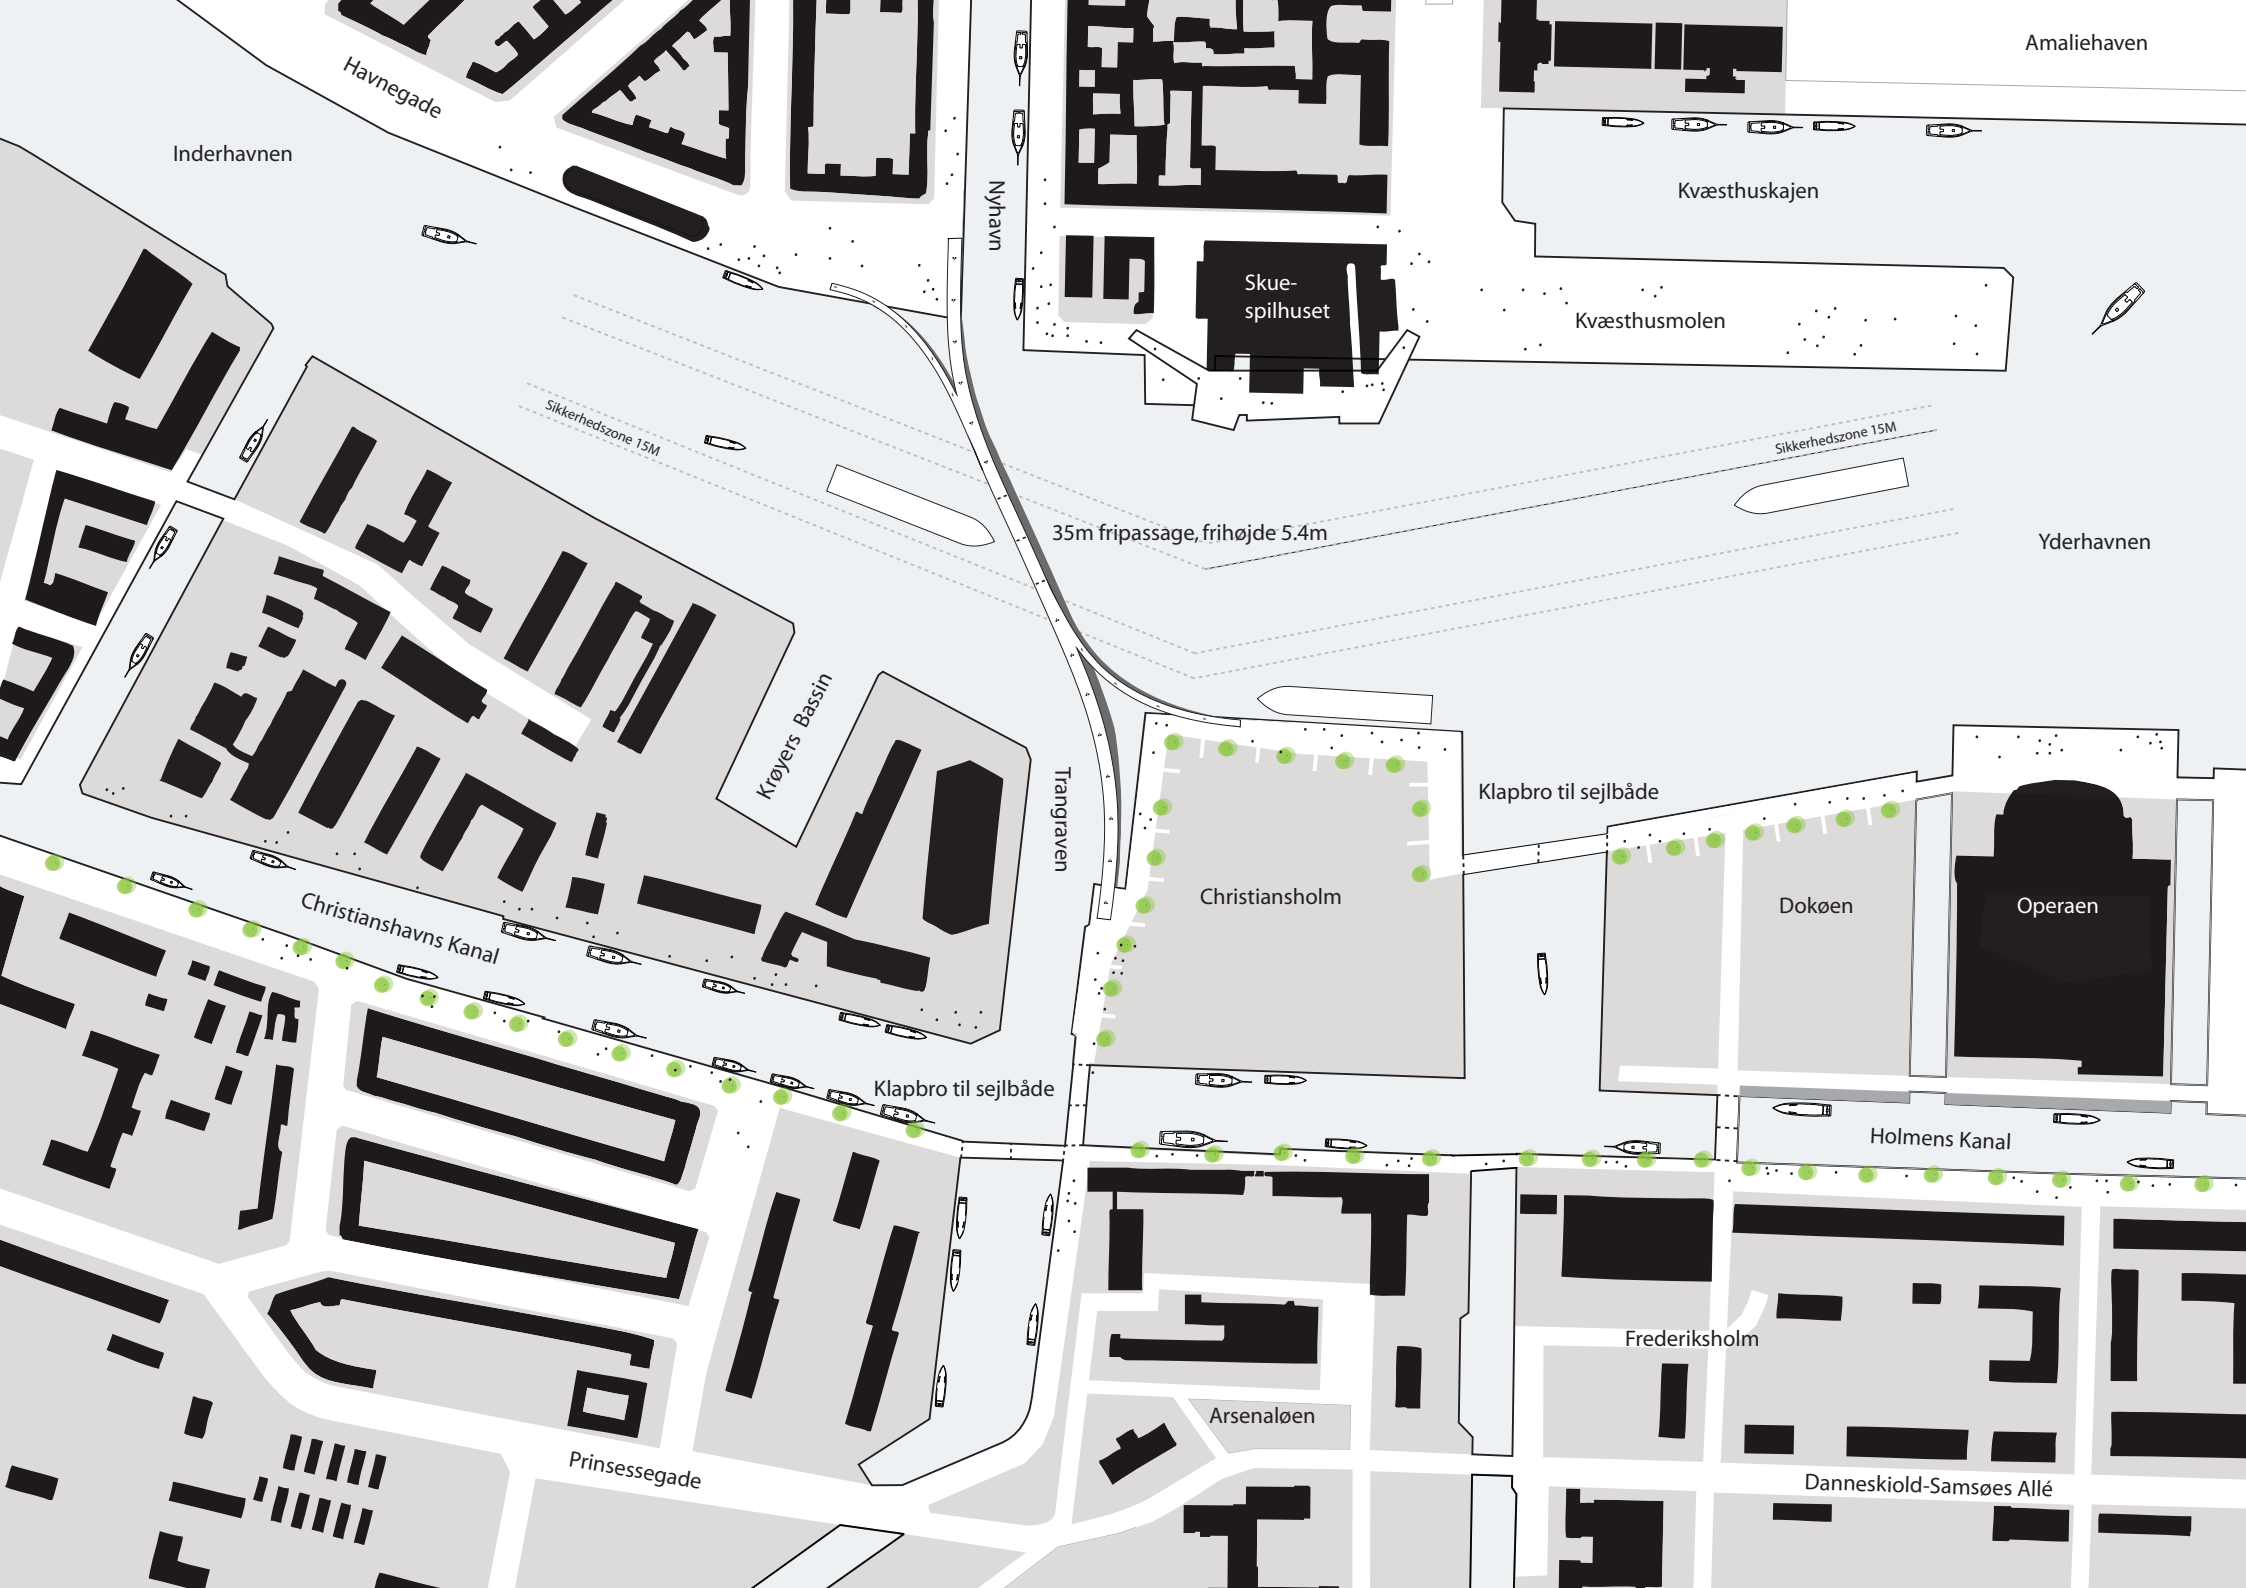 Amaliehaven
Havnegade
Inderhavnen
Kvæsthuskajen
Nyhavn
Skue-
spilhuset
Kvæsthusmolen
Sikkerhedszone 15M
Sikkerhedszone 15M
35m fripassage, frihøjde 5.4m
Yderhavnen
Krøyers Bassin
Trangraven
Klapbro til sejlbåde
Christiansholm
Dokøen
Operaen
Christianshavns Kanal
Klapbro til sejlbåde
Holmens Kanal
Frederiksholm
Arsenaløen
Prinsessegade
Danneskiold-Samsøes Allé